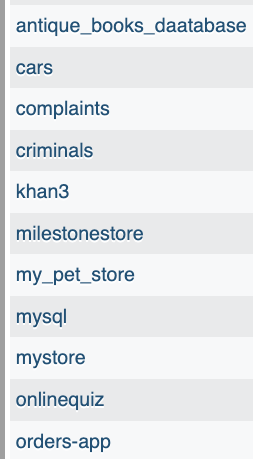 antique_books_daatabase
cars
complaints
criminals
khan3
milestonestore
my_pet_store
mysql
mystore
onlinequiz
orders-app